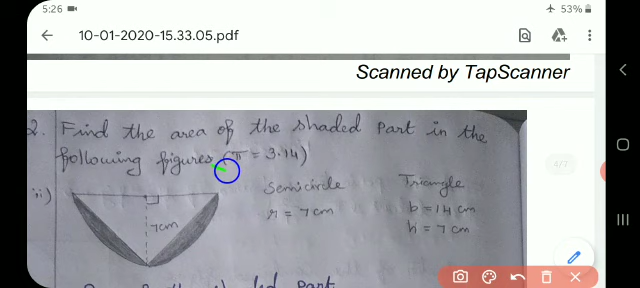 5:26 53%
10-01-2020-15.33.05.pdf
Scanned by TapScanner
2. Find the area of the shaded part in the
following figures (π = 3.14)
4/7
ii) Semicircle Triangle
r = 7 cm b = 14 cm
7cm h = 7 cm
part